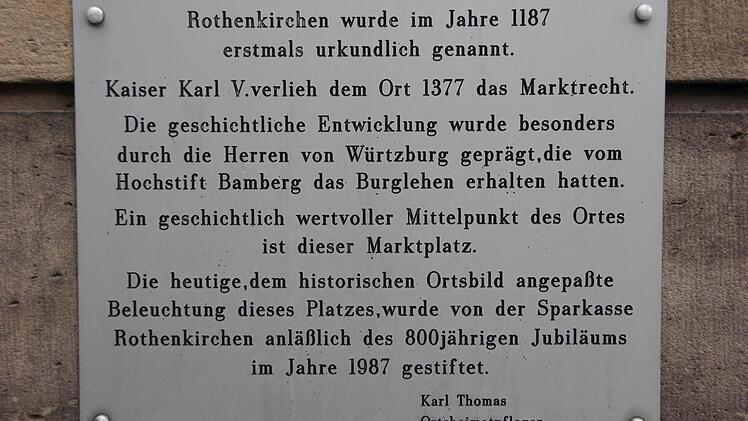 Rothenkirchen wurde im Jahre 1187
erstmals urkundlich genannt.
Kaiser Karl V.verlieh dem Ort 1377 das Marktrecht.
Die geschichtliche Entwicklung wurde besonders
durch die Herren von Würtzburg geprägt,die vom
Hochstift Bamberg das Burglehen erhalten hatten.
Ein geschichtlich wertvoller Mittelpunkt des Ortes
ist dieser Marktplatz.
Die heutige,dem historischen Ortsbild angepaßte
Beleuchtung dieses Platzes,wurde von der Sparkasse
Rothenkirchen anläßlich des 800jährigen Jubiläums
im Jahre 1987 gestiftet.
Karl Thomas
Ortsheimatpfleger